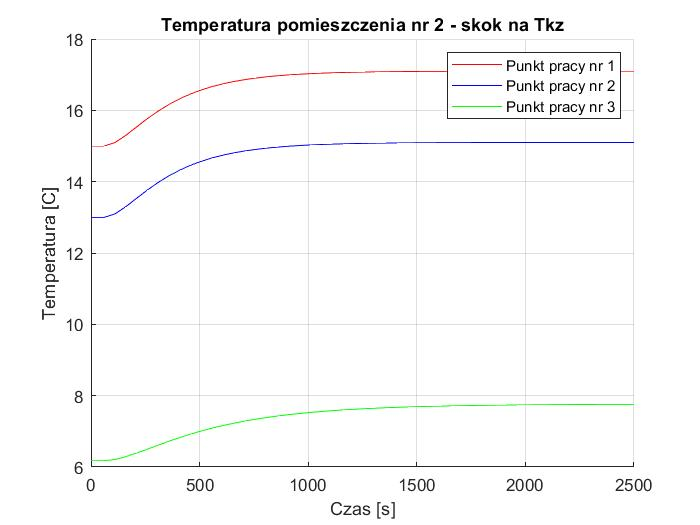 Temperatura pomieszczenia nr 2 - skok na Tkz
18
16
14
12
10
8
6
Temperatura [C]
Punkt pracy nr 1
Punkt pracy nr 2
Punkt pracy nr 3
0 500 1000 1500 2000 2500
Czas [s]